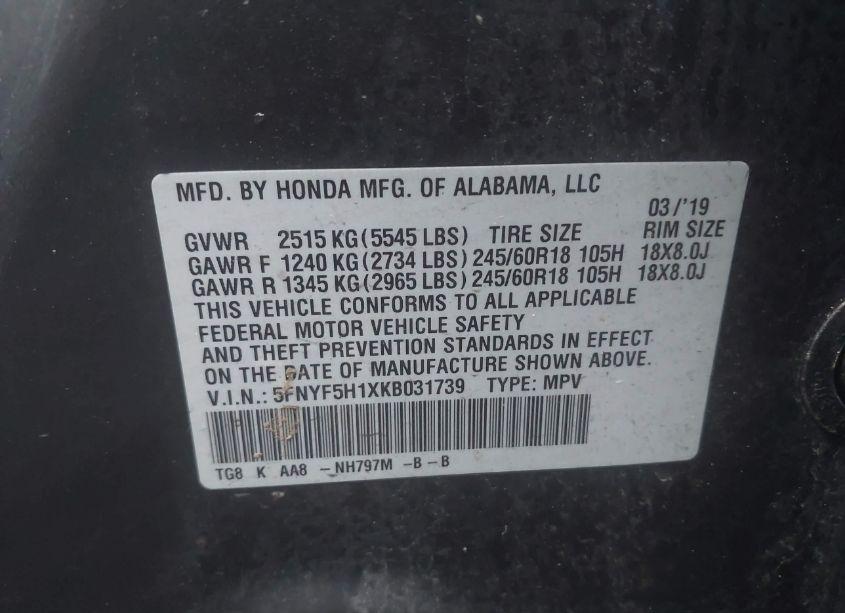 MFD. BY HONDA MFG. OF ALABAMA, LLC
03/'19
GVWR 2515 KG(5545 LBS) TIRE SIZE RIM SIZE
GAWR F 1240 KG(2734 LBS)245/60R18 105H 18X8.0J
GAWR R 1345 KG(2965 LBS)245/60R18 105H 18X8.0J
THIS VEHICLE CONFORMS TO ALL APPLICABLE
FEDERAL MOTOR VEHICLE SAFETY
AND THEFT PREVENTION STANDARDS IN EFFECT
ON THE DATE OF MANUFACTURE SHOWN ABOVE.
V.I.N.: 5FNYF5H1XKB031739 TYPE: MPV
TG8 K AA8 -NH797M -B-B